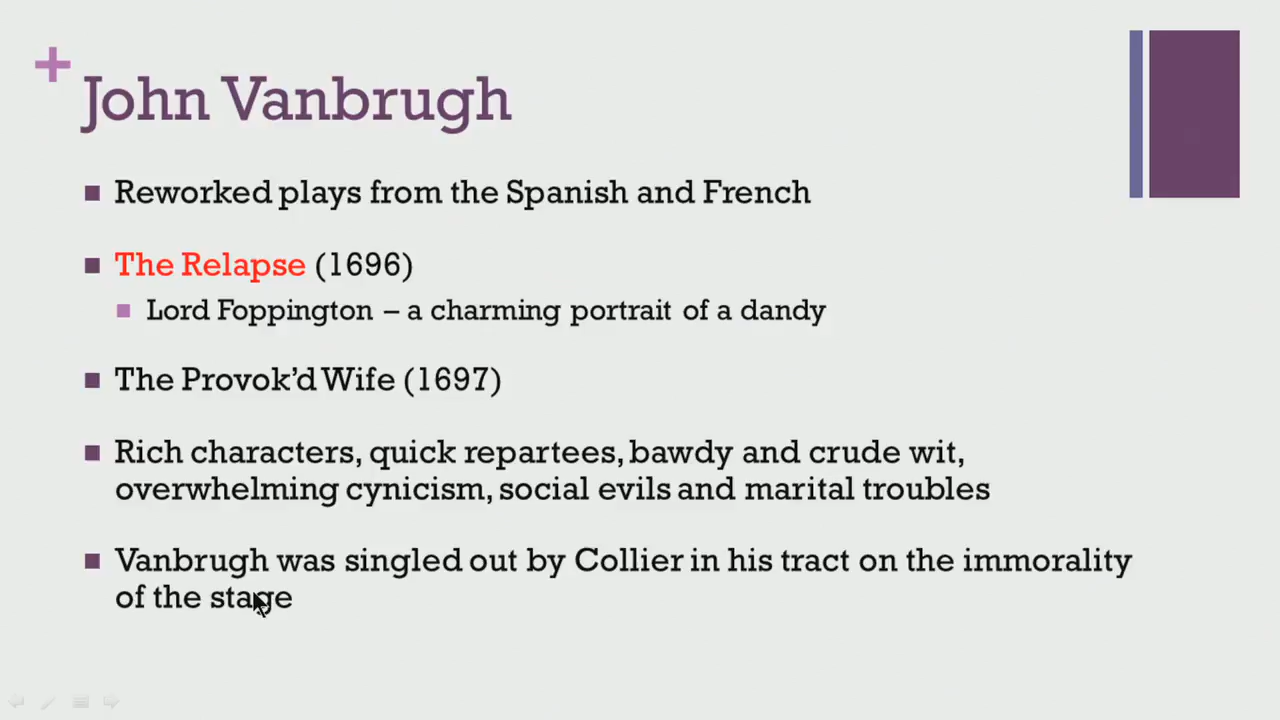 John Vanbrugh
Reworked plays from the Spanish and French
The Relapse (1696)
Lord Foppington – a charming portrait of a dandy
The Provok’d Wife (1697)
Rich characters, quick repartees, bawdy and crude wit,
overwhelming cynicism, social evils and marital troubles
Vanbrugh was singled out by Collier in his tract on the immorality
of the stage